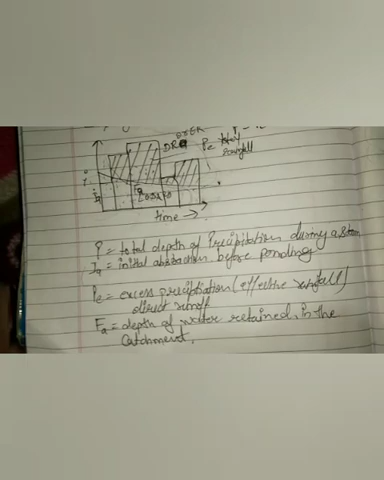 DRO
Pe
time →
P = total depth of Precipitation during a storm
Ia = initial abstraction before ponding
Pe = excess precipitation (effective rainfall)
direct runoff
Fa = depth of water retained in the
Catchment.